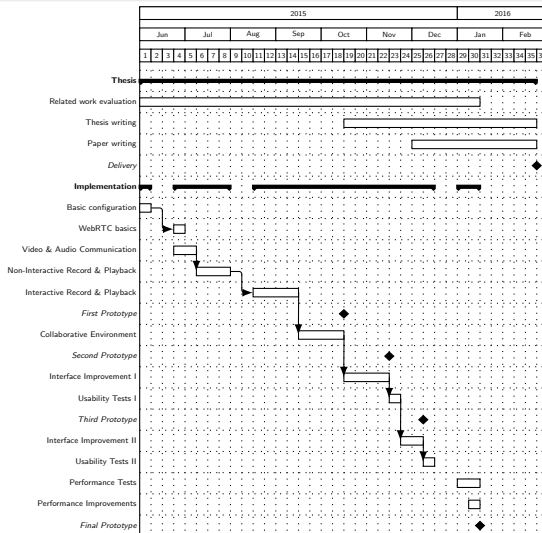 2015 2016
Jun Jul Aug Sep Oct Nov Dec Jan Feb
1 2 3 4 5 6 7 8 9 10 11 12 13 14 15 16 17 18 19 20 21 22 23 24 25 26 27 28 29 30 31 32 33 34 35
Thesis
Related work evaluation
Thesis writing
Paper writing
Delivery
Implementation
Basic configuration
WebRTC basics
Video & Audio Communication
Non-Interactive Record & Playback
Interactive Record & Playback
First Prototype
Collaborative Environment
Second Prototype
Interface Improvement I
Usability Tests I
Third Prototype
Interface Improvement II
Usability Tests II
Performance Tests
Performance Improvements
Final Prototype